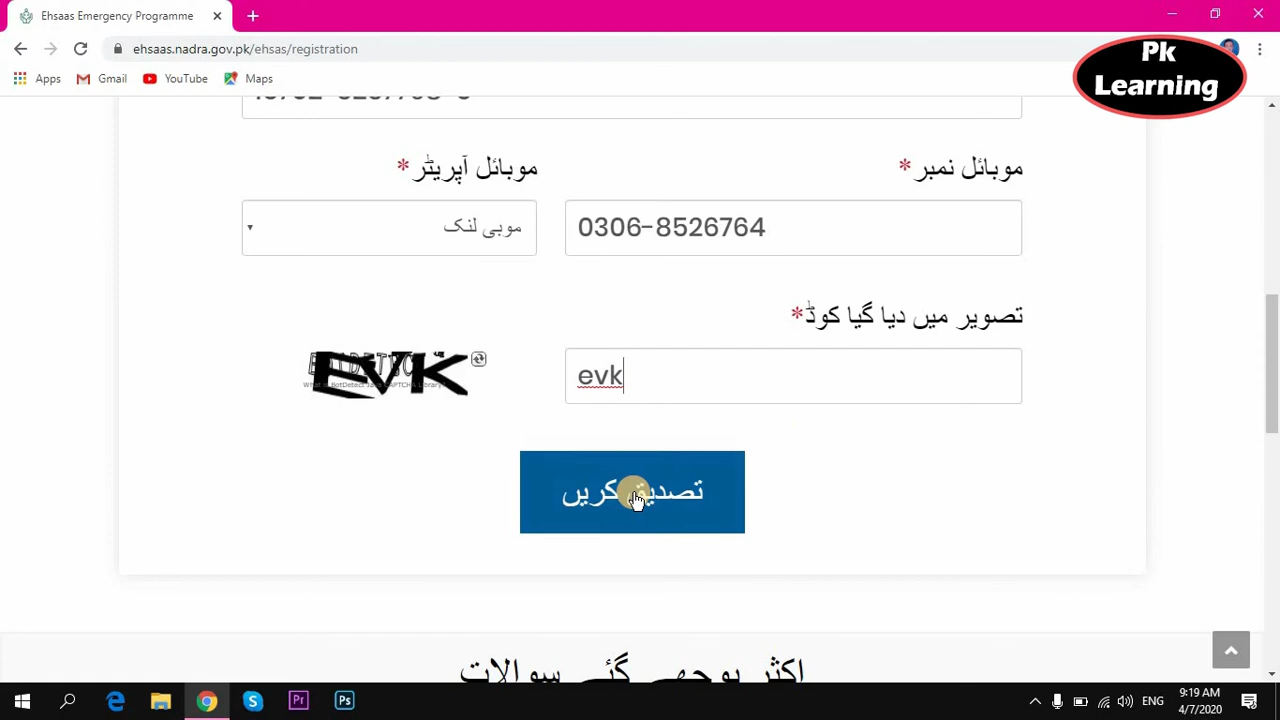 Ehsaas Emergency Programme
ehsaas.nadra.gov.pk/ehsas/registration
Apps Gmail YouTube Maps
Pk
Learning
موبائل نمبر* موبائل آپریٹر*
0306-8526764 موبی لنک
تصویر میں دیا گیا کوڈ*
EVK evk
تصدیق کریں
اکثر پوچھے گئے سوالات
ENG 9:19 AM
4/7/2020